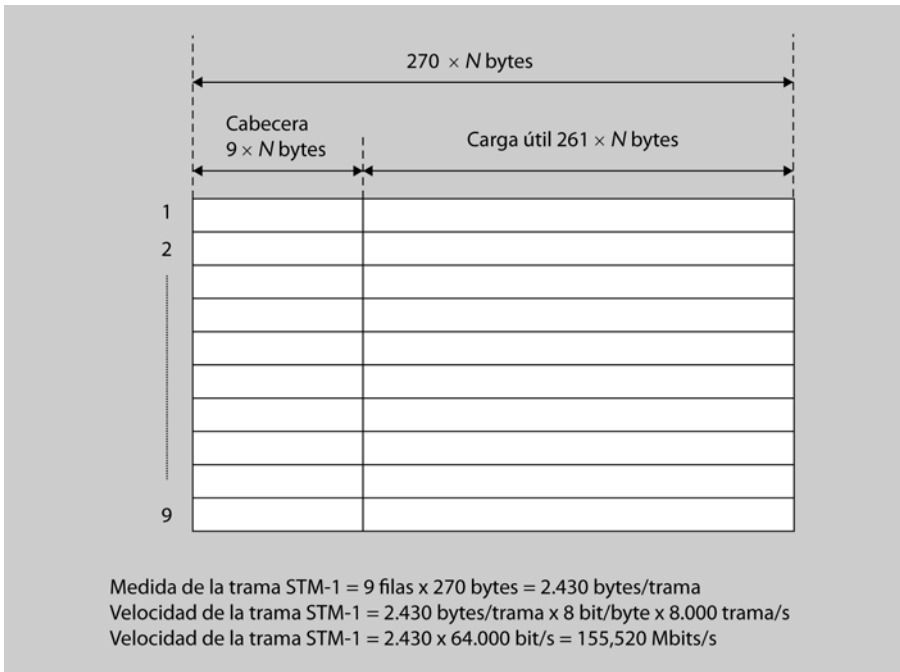 270 × N bytes
Cabecera
9 × N bytes
Carga útil 261 × N bytes
1
2
9
Medida de la trama STM-1 = 9 filas x 270 bytes = 2.430 bytes/trama
Velocidad de la trama STM-1 = 2.430 bytes/trama x 8 bit/byte x 8.000 trama/s
Velocidad de la trama STM-1 = 2.430 x 64.000 bit/s = 155,520 Mbits/s